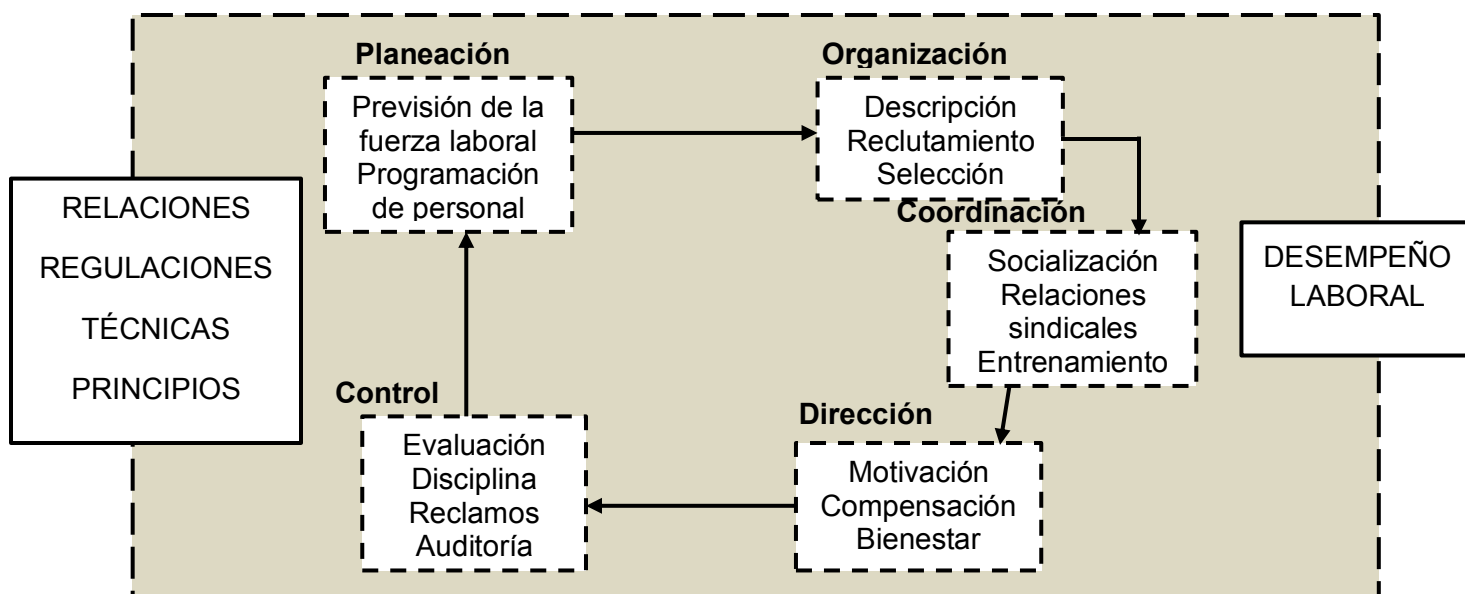 Planeación
Previsión de la
fuerza laboral
Programación
de personal
Organización
Descripción
Reclutamiento
Selección
Coordinación
Socialización
Relaciones
sindicales
Entrenamiento
RELACIONES
REGULACIONES
TÉCNICAS
PRINCIPIOS
DESEMPEÑO
LABORAL
Control
Evaluación
Disciplina
Reclamos
Auditoría
Dirección
Motivación
Compensación
Bienestar